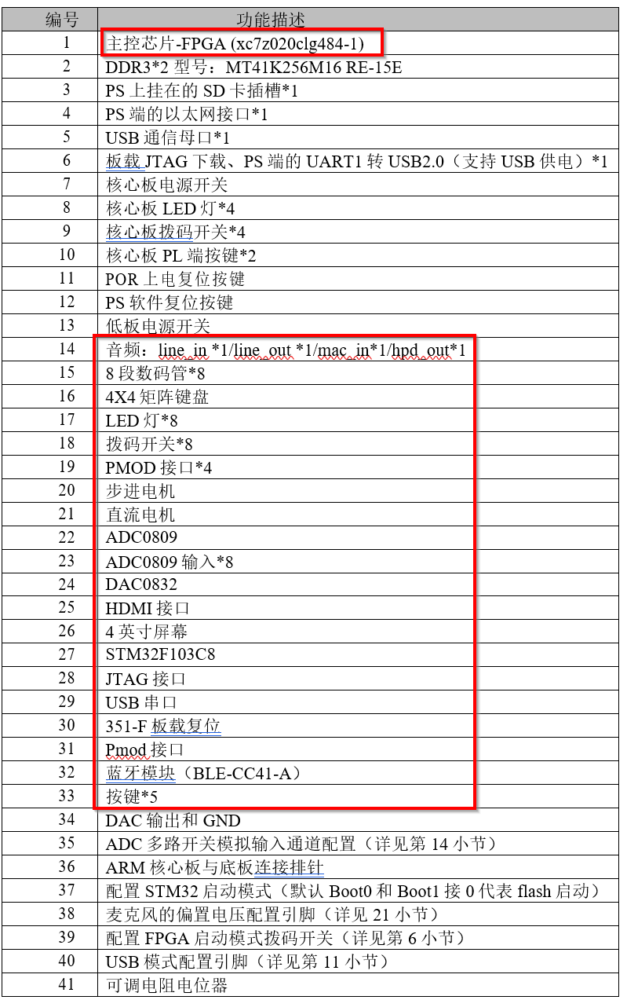 编号 功能描述
1 主控芯片-FPGA (xc7z020clg484-1)
2 DDR3*2 型号：MT41K256M16 RE-15E
3 PS 上挂在的 SD 卡插槽*1
4 PS 端的以太网接口*1
5 USB 通信母口*1
6 板载 JTAG 下载、PS 端的 UART1 转 USB2.0（支持 USB 供电）*1
7 核心板电源开关
8 核心板 LED 灯*4
9 核心板拨码开关*4
10 核心板 PL 端按键*2
11 POR 上电复位按键
12 PS 软件复位按键
13 低板电源开关
14 音频：line_in *1/line_out *1/mac_in*1/hpd_out*1
15 8 段数码管*8
16 4X4 矩阵键盘
17 LED 灯*8
18 拨码开关*8
19 PMOD 接口*4
20 步进电机
21 直流电机
22 ADC0809
23 ADC0809 输入*8
24 DAC0832
25 HDMI 接口
26 4 英寸屏幕
27 STM32F103C8
28 JTAG 接口
29 USB 串口
30 351-F 板载复位
31 Pmod 接口
32 蓝牙模块（BLE-CC41-A）
33 按键*5
34 DAC 输出和 GND
35 ADC 多路开关模拟输入通道配置（详见第 14 小节）
36 ARM 核心板与底板连接排针
37 配置 STM32 启动模式（默认 Boot0 和 Boot1 接 0 代表 flash 启动）
38 麦克风的偏置电压配置引脚（详见 21 小节）
39 配置 FPGA 启动模式拨码开关（详见第 6 小节）
40 USB 模式配置引脚（详见第 11 小节）
41 可调电阻电位器